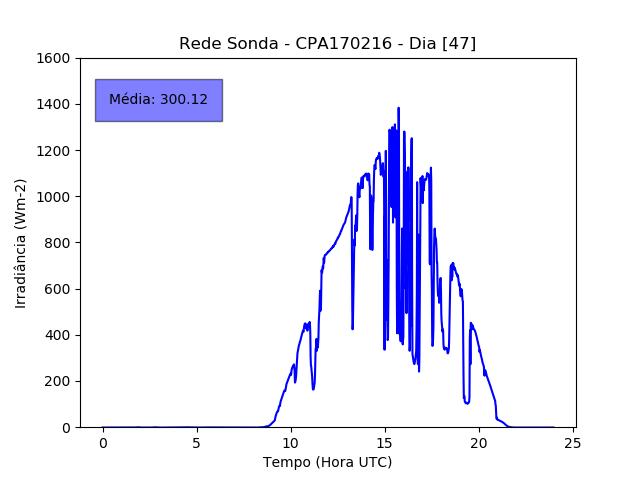 Rede Sonda - CPA170216 - Dia [47]
1600
1400
1200
1000
800
600
400
200
0
Irradiância (Wm-2)
Média: 300.12
0 5 10 15 20 25
Tempo (Hora UTC)